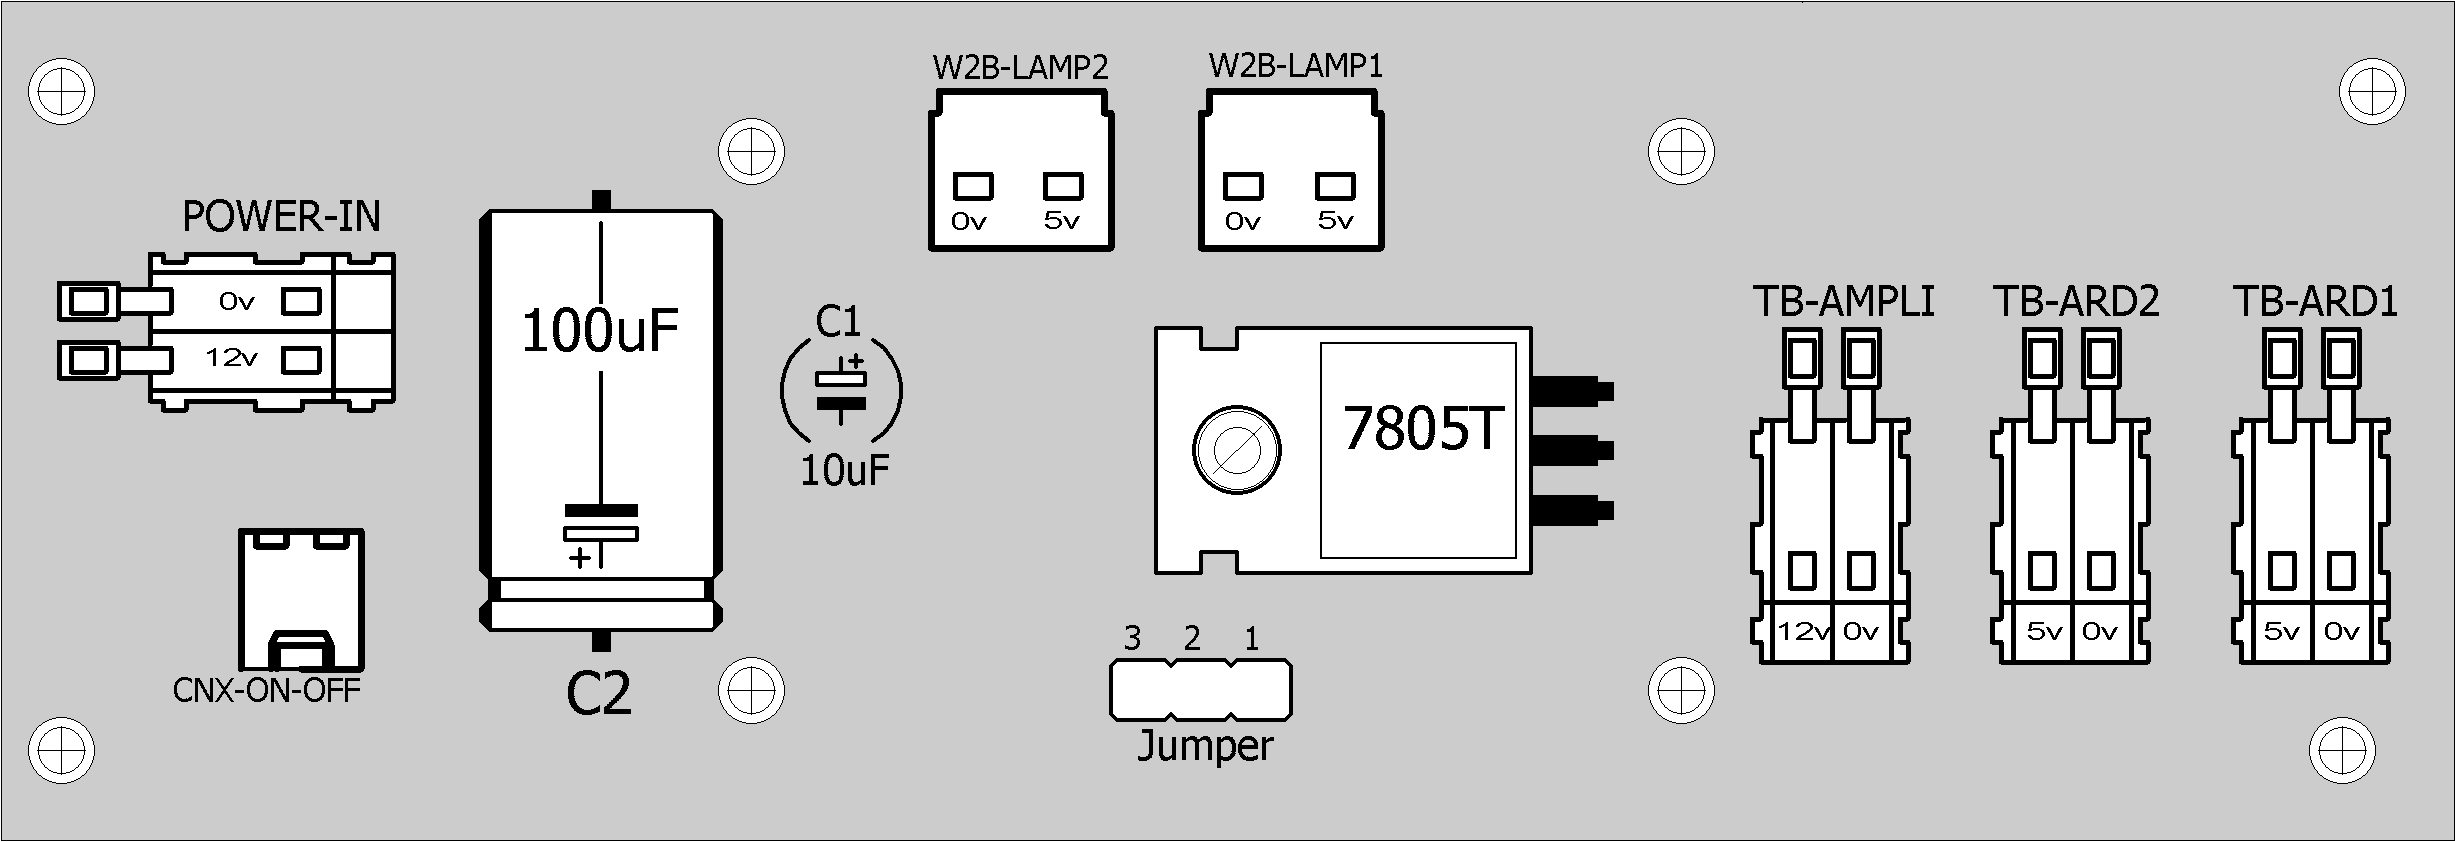 W2B-LAMP2
W2B-LAMP1
0v 5v
0v 5v
POWER-IN
0v
12v
100uF
+
C2
C1
+
10uF
7805T
TB-AMPLI
TB-ARD2
TB-ARD1
12v 0v
5v 0v
5v 0v
CNX-ON-OFF
3 2 1
Jumper